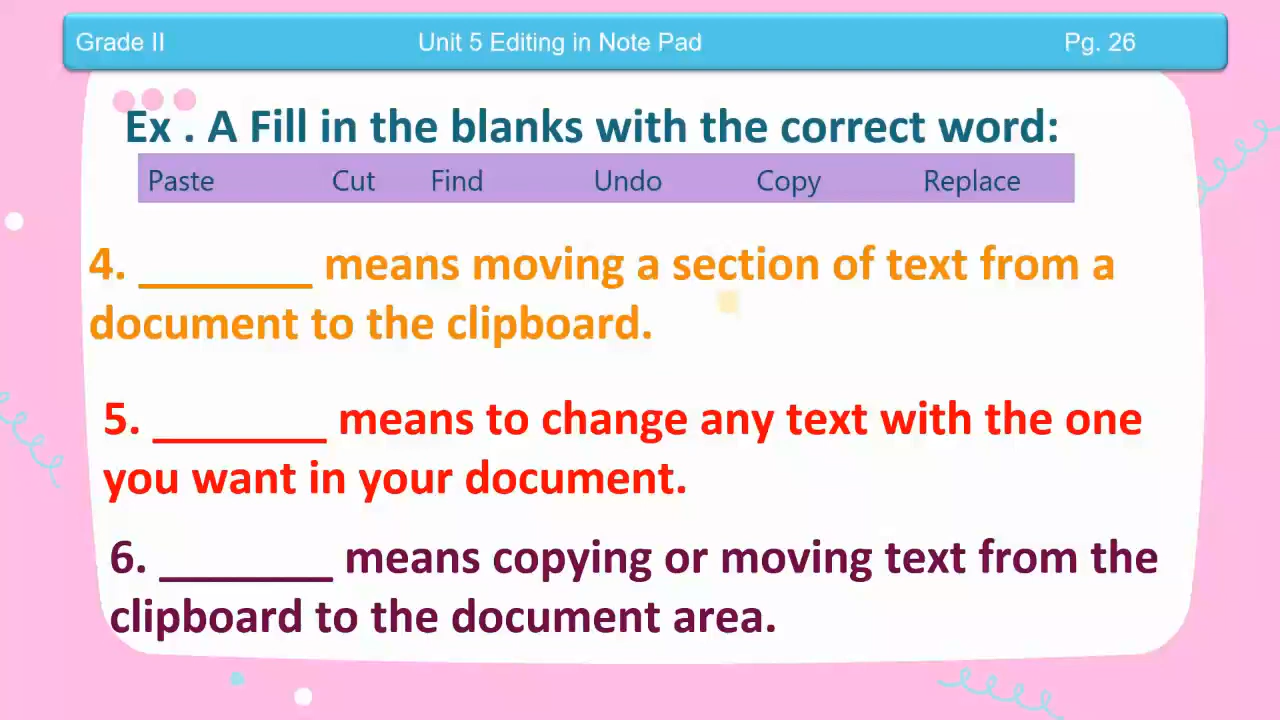 Grade II Unit 5 Editing in Note Pad Pg. 26
Ex . A Fill in the blanks with the correct word:
Paste Cut Find Undo Copy Replace
4. _______ means moving a section of text from a
document to the clipboard.
5. _______ means to change any text with the one
you want in your document.
6. _______ means copying or moving text from the
clipboard to the document area.